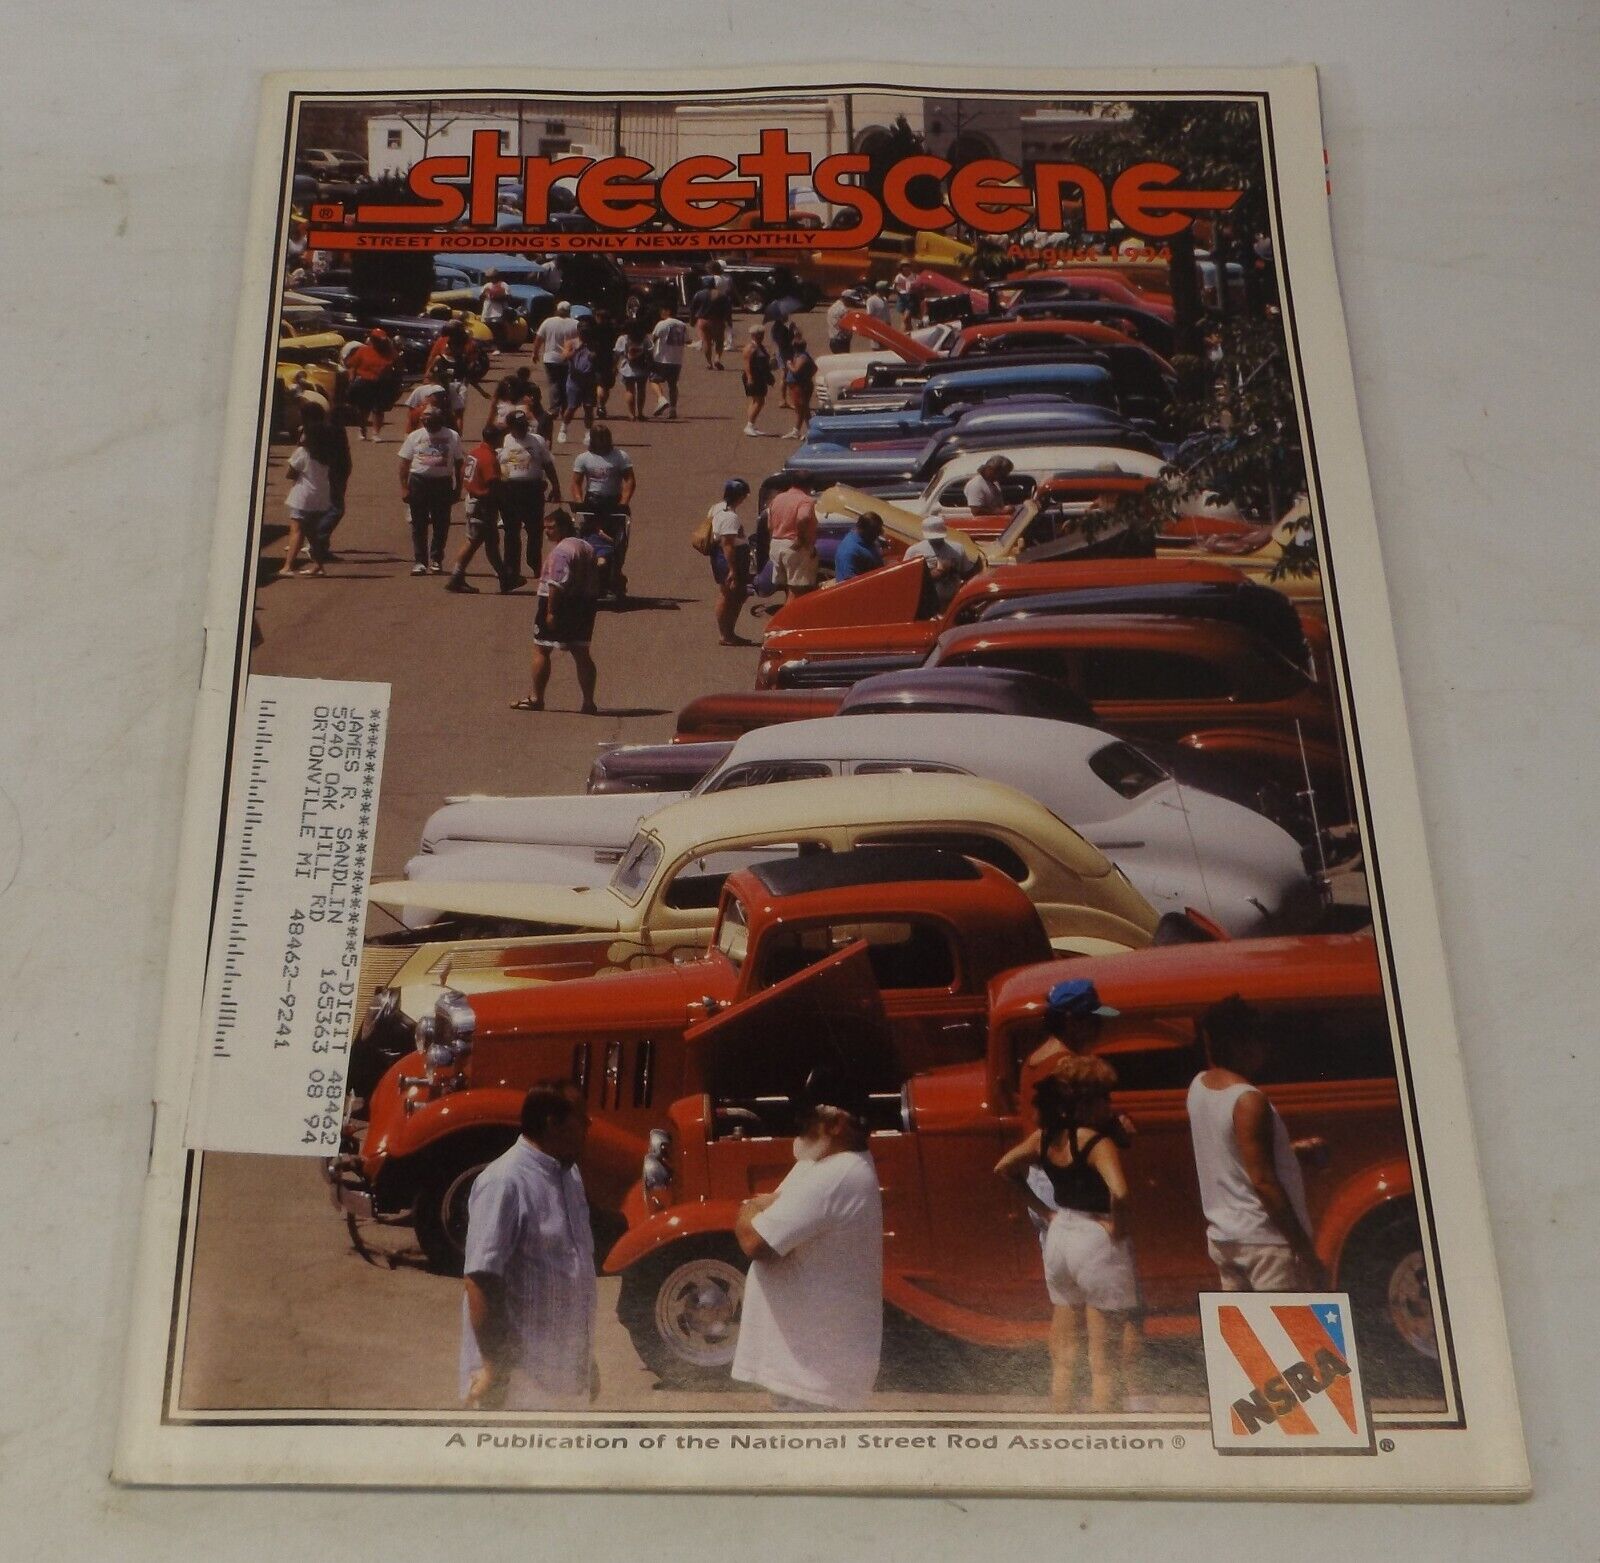 streetscene
®
STREET RODDING'S ONLY NEWS MONTHLY
August 1994
******************5-DIGIT 48462
JAMES R. SANDLIN 165363 08 94
5940 OAK HILL RD
ORTONVILLE MI 48462-9241
NSRA
®
A Publication of the National Street Rod Association ®